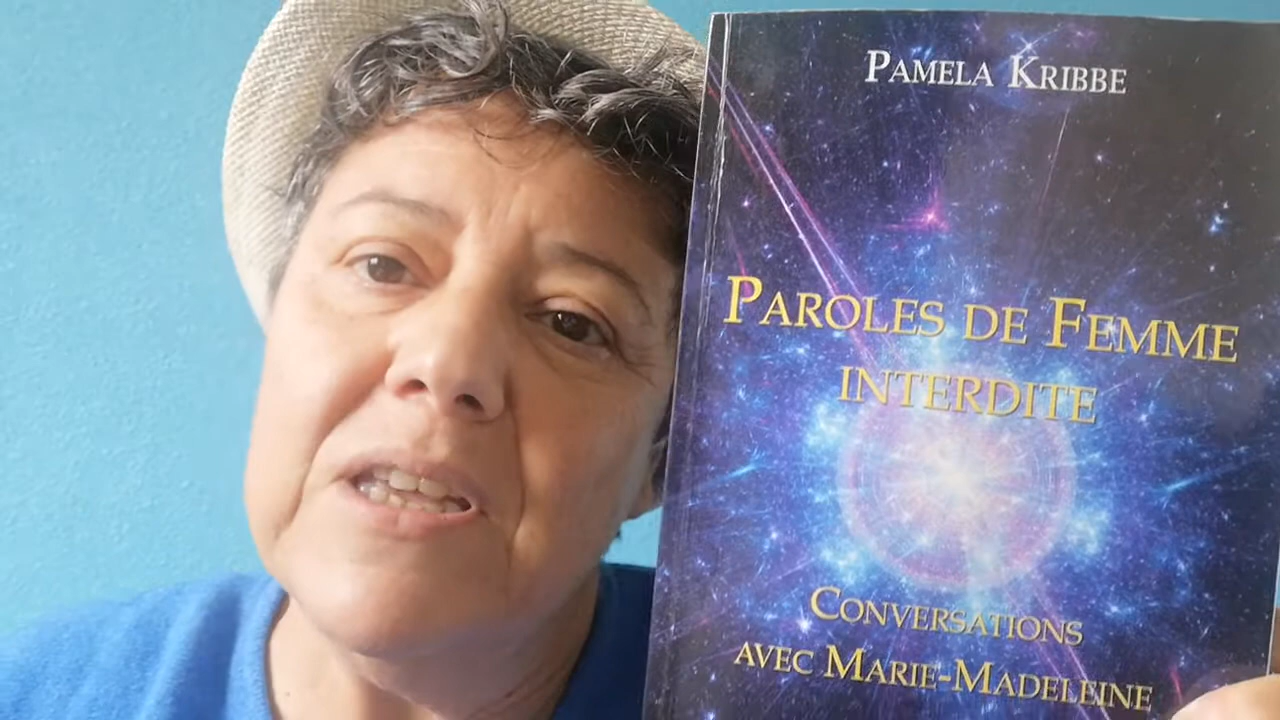 PAMELA KRIBBE
PAROLES DE FEMME
INTERDITE
CONVERSATIONS
AVEC MARIE-MADELEINE